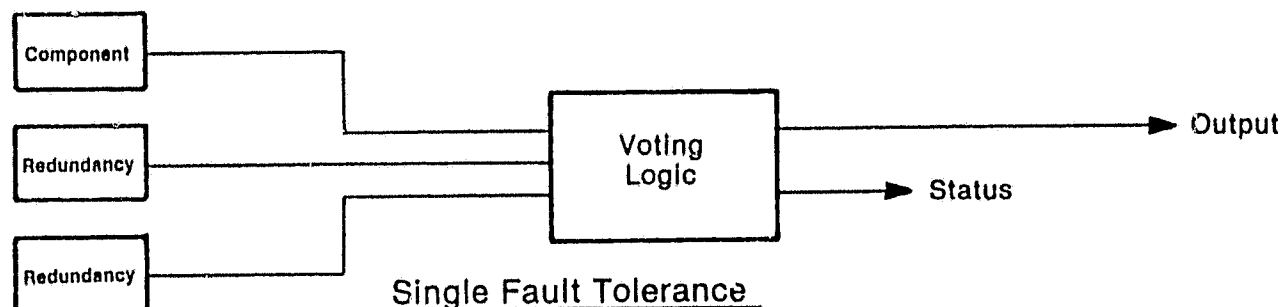 Component
Redundancy
Redundancy
Voting
Logic
Output
Status
Single Fault Tolerance